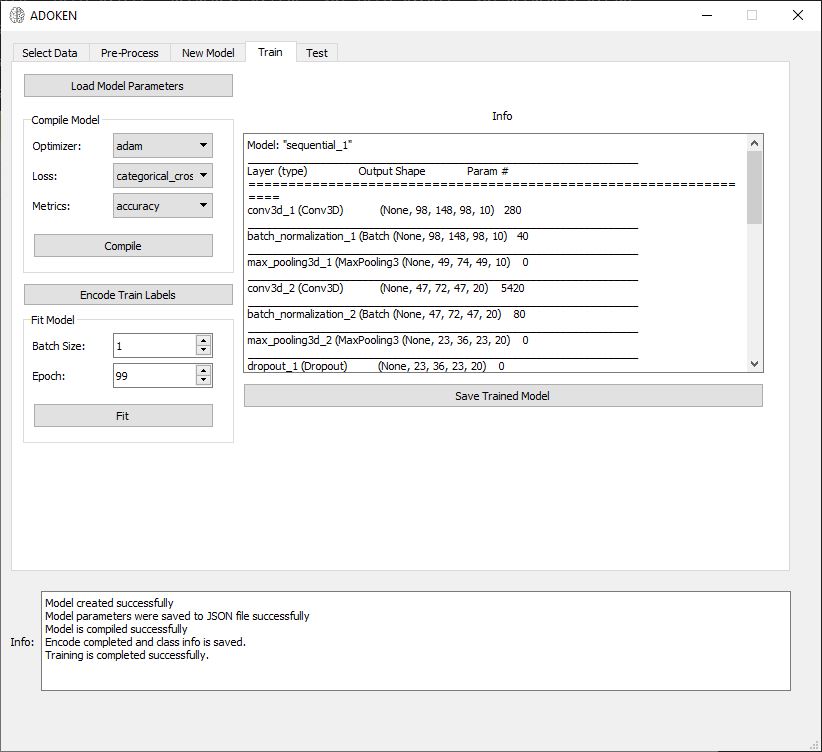 ADOKEN
Select Data Pre-Process New Model Train Test
Load Model Parameters
Compile Model
Optimizer: adam
Loss: categorical_cros
Metrics: accuracy
Compile
Encode Train Labels
Fit Model
Batch Size: 1
Epoch: 99
Fit
Info
Model: "sequential_1"
Layer (type) Output Shape Param #
=================================================================
====
conv3d_1 (Conv3D) (None, 98, 148, 98, 10) 280
batch_normalization_1 (Batch (None, 98, 148, 98, 10) 40
max_pooling3d_1 (MaxPooling3 (None, 49, 74, 49, 10) 0
conv3d_2 (Conv3D) (None, 47, 72, 47, 20) 5420
batch_normalization_2 (Batch (None, 47, 72, 47, 20) 80
max_pooling3d_2 (MaxPooling3 (None, 23, 36, 23, 20) 0
dropout_1 (Dropout) (None, 23, 36, 23, 20) 0
Save Trained Model
Info:
Model created successfully
Model parameters were saved to JSON file successfully
Model is compiled successfully
Encode completed and class info is saved.
Training is completed successfully.